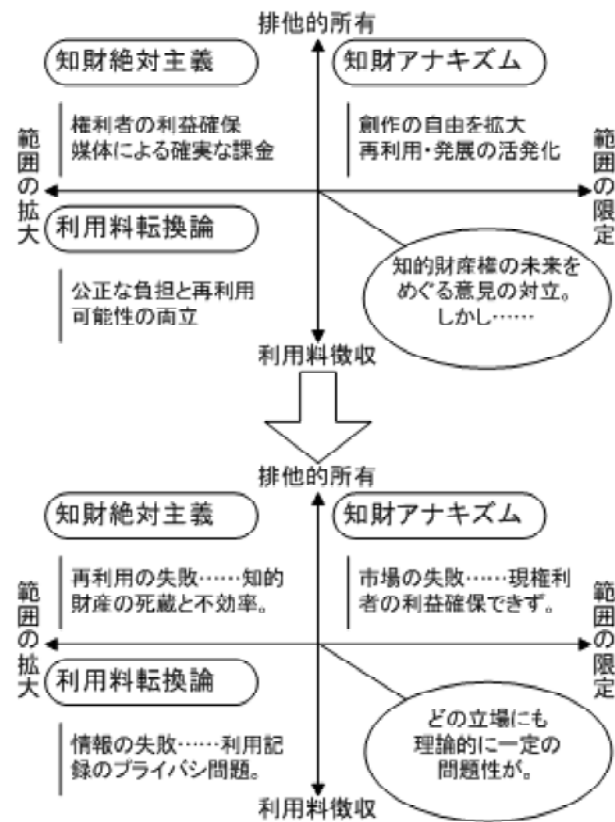 排他的所有
知財絶対主義
知財アナキズム
権利者の利益確保
媒体による確実な課金
創作の自由を拡大
再利用・発展の活発化
範囲の拡大
範囲の限定
利用料転換論
公正な負担と再利用
可能性の両立
知的財産権の未来を
めぐる意見の対立。
しかし……
利用料徴収
排他的所有
知財絶対主義
知財アナキズム
再利用の失敗……知的
財産の死蔵と不効率。
市場の失敗……現権利
者の利益確保できず。
範囲の拡大
範囲の限定
利用料転換論
情報の失敗……利用記
録のプライバシ問題。
どの立場にも
理論的に一定の
問題性が。
利用料徴収